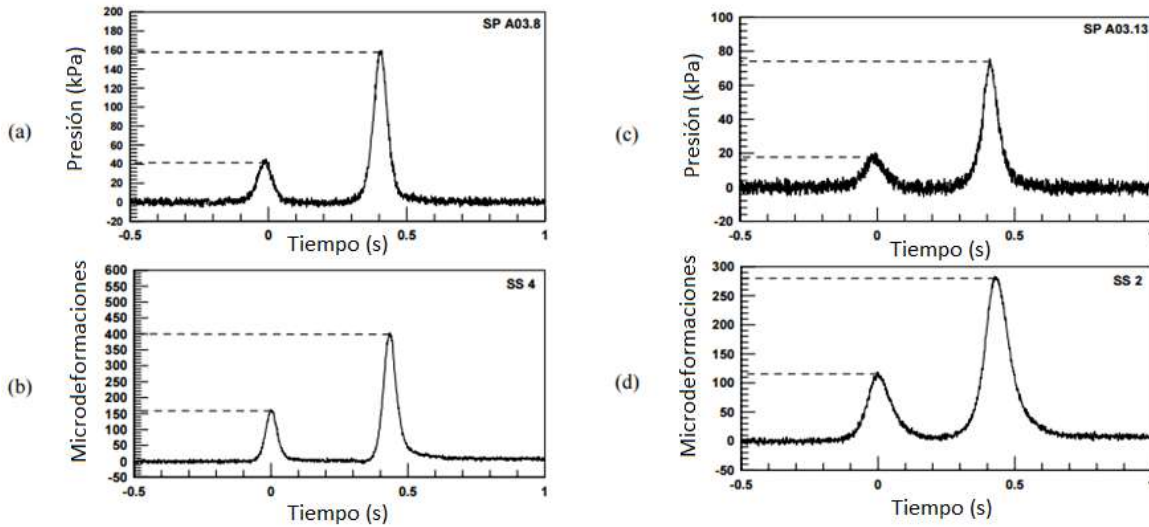 (a)
Presión (kPa)
200
180
160
140
120
100
80
60
40
20
0
-20
SP A03.8
-0.5 0 0.5 1
Tiempo (s)
(c)
Presión (kPa)
100
80
60
40
20
0
-20
SP A03.13
-0.5 0 0.5 1
Tiempo (s)
(b)
Microdeformaciones
600
550
500
450
400
350
300
250
200
150
100
50
0
-50
SS 4
-0.5 0 0.5 1
Tiempo (s)
(d)
Microdeformaciones
300
250
200
150
100
50
0
-50
SS 2
-0.5 0 0.5 1
Tiempo (s)